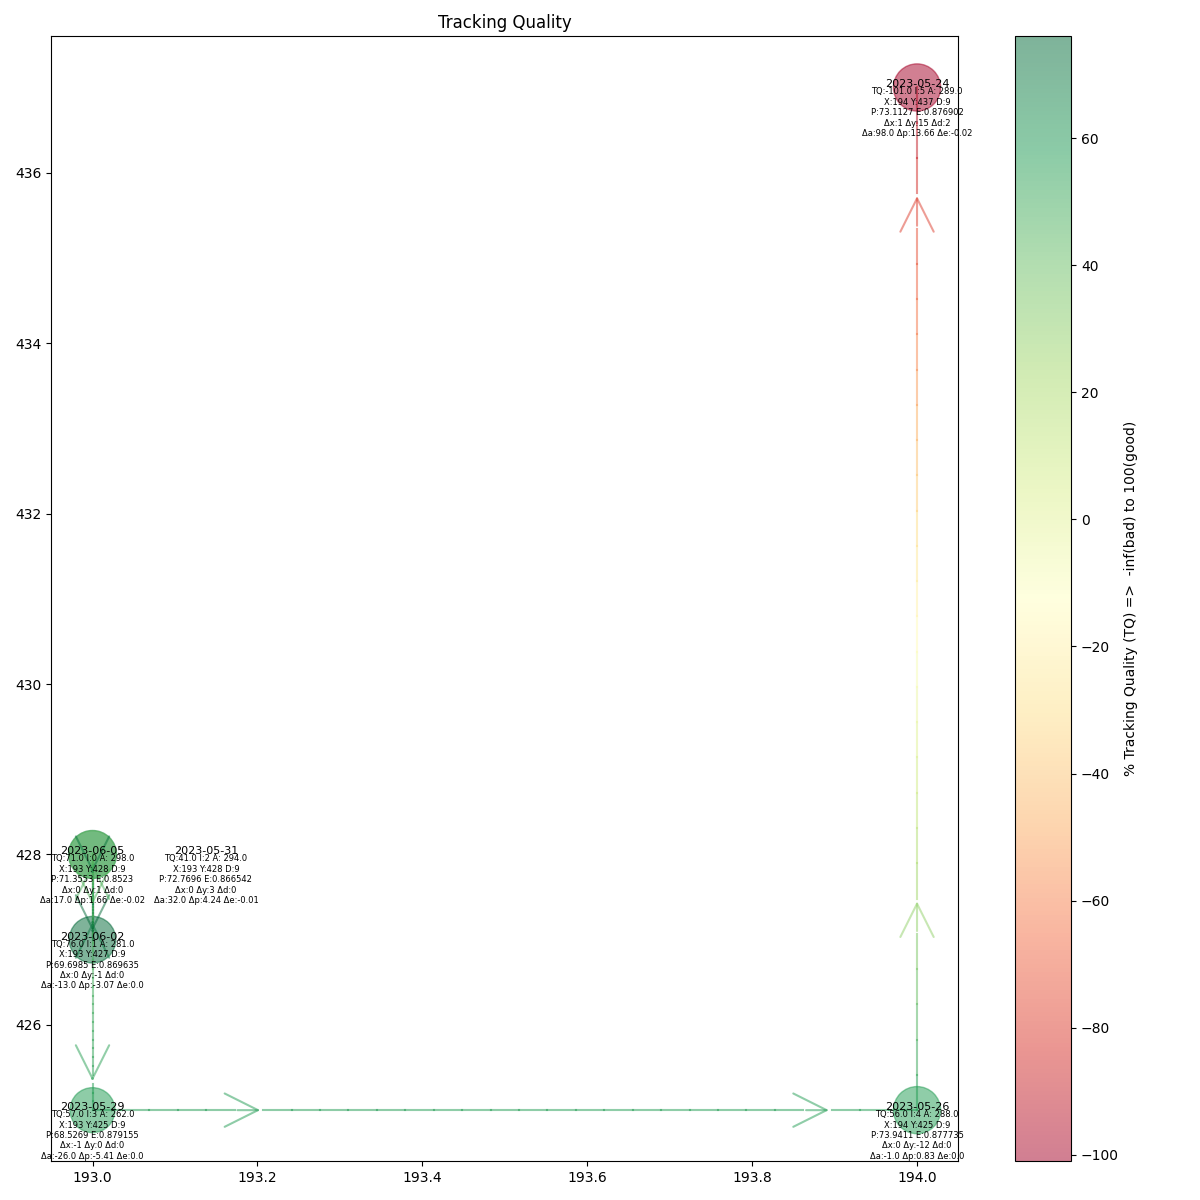 Tracking Quality
2023-05-24
TQ:-101.0 I:5 A: 289.0
X:194 Y:437 D:9
P:73.1127 E:0.876902
Δx:1 Δy:15 Δd:2
Δa:98.0 Δp:13.66 Δe:-0.02
436
434
432
430
428
426
2023-06-05
TQ:71.0 I:0 A: 298.0
X:193 Y:428 D:9
P:71.3553 E:0.8523
Δx:0 Δy:1 Δd:0
Δa:17.0 Δp:1.66 Δe:-0.02
2023-05-31
TQ:41.0 I:2 A: 294.0
X:193 Y:428 D:9
P:72.7696 E:0.866542
Δx:0 Δy:3 Δd:0
Δa:32.0 Δp:4.24 Δe:-0.01
2023-06-02
TQ:76.0 I:1 A: 281.0
X:193 Y:427 D:9
P:69.6985 E:0.869635
Δx:0 Δy:-1 Δd:0
Δa:-13.0 Δp:-3.07 Δe:0.0
2023-05-29
TQ:57.0 I:3 A: 262.0
X:193 Y:425 D:9
P:68.5269 E:0.879155
Δx:-1 Δy:0 Δd:0
Δa:-26.0 Δp:-5.41 Δe:0.0
2023-05-26
TQ:56.0 I:4 A: 288.0
X:194 Y:425 D:9
P:73.9411 E:0.877735
Δx:0 Δy:-12 Δd:0
Δa:-1.0 Δp:0.83 Δe:0.0
193.0 193.2 193.4 193.6 193.8 194.0
60
40
20
0
−20
−40
−60
−80
−100
% Tracking Quality (TQ) => -inf(bad) to 100(good)